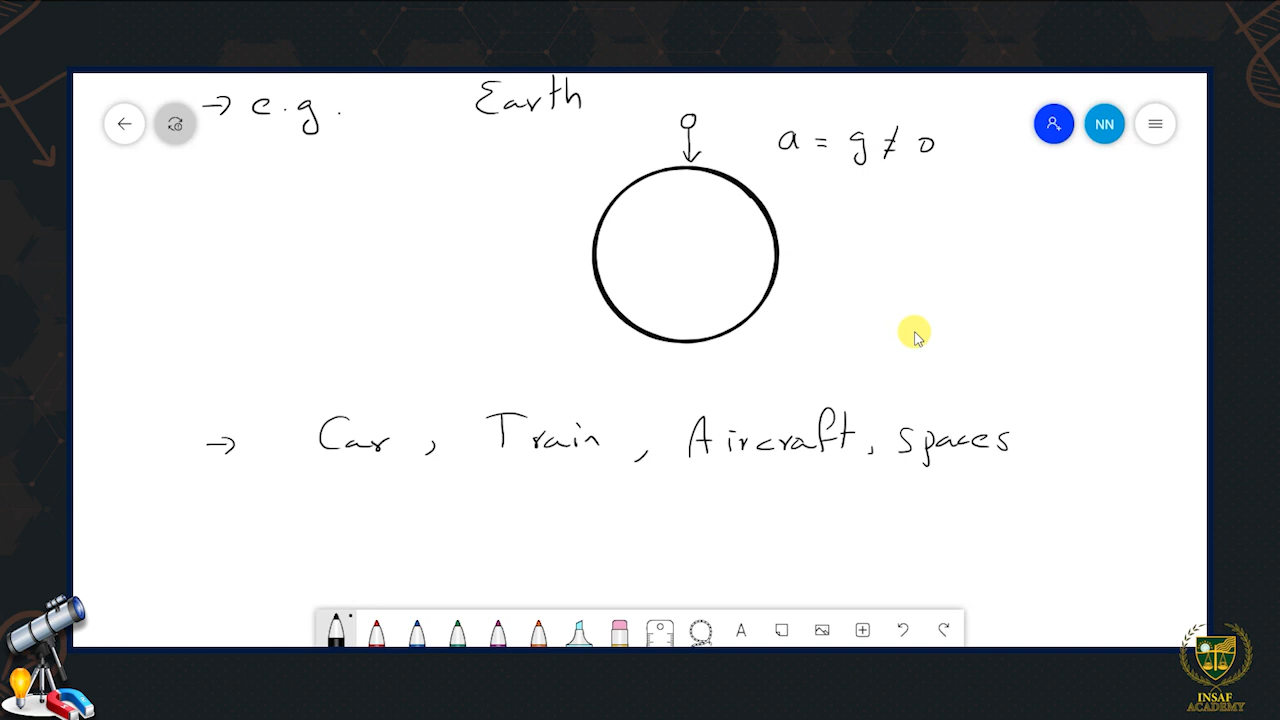 → e.g. Earth
a = g ≠ 0
→ Car, Train, Aircraft, spaces
NN
A
INSAF
ACADEMY